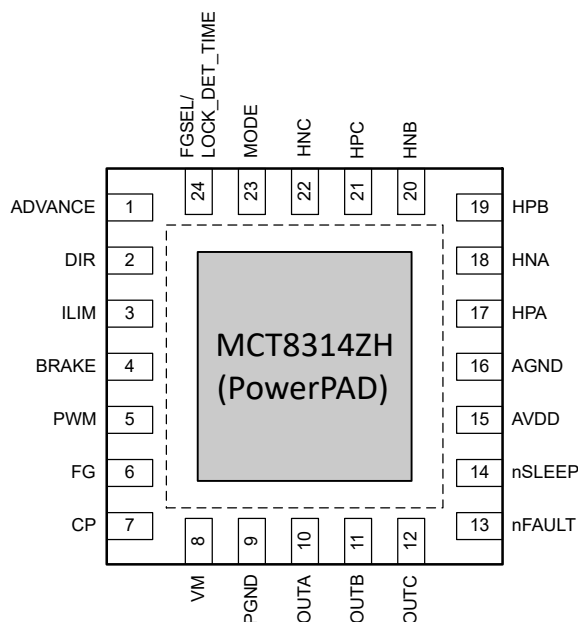 FGSEL/
LOCK_DET_TIME
MODE
HNC
HPC
HNB
24
23
22
21
20
ADVANCE 1
DIR 2
ILIM 3
BRAKE 4
PWM 5
FG 6
CP 7
MCT8314ZH
(PowerPAD)
19 HPB
18 HNA
17 HPA
16 AGND
15 AVDD
14 nSLEEP
13 nFAULT
8
9
10
11
12
VM
PGND
OUTA
OUTB
OUTC